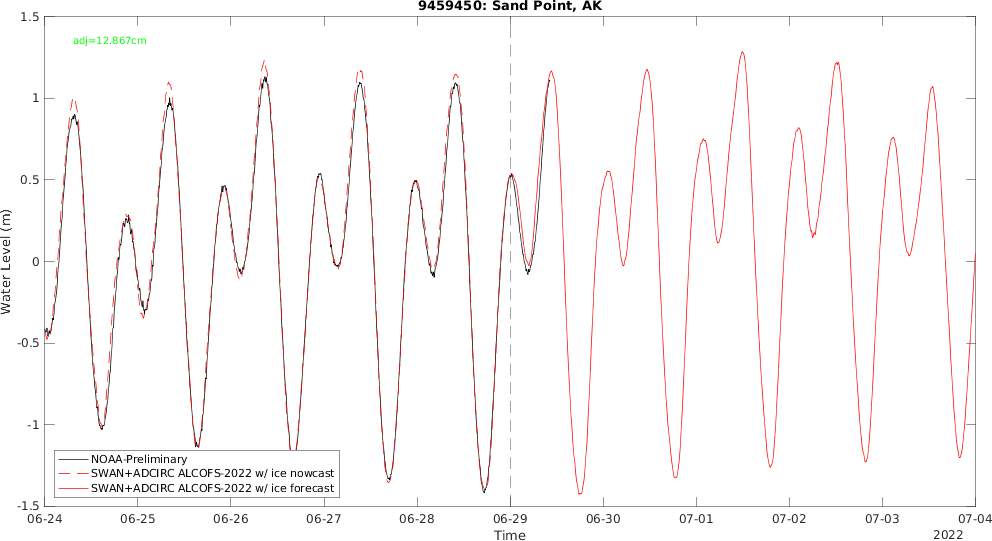 9459450: Sand Point, AK
adj=12.867cm
Water Level (m)
1.5
1
0.5
0
-0.5
-1
-1.5
NOAA-Preliminary
SWAN+ADCIRC ALCOFS-2022 w/ ice nowcast
SWAN+ADCIRC ALCOFS-2022 w/ ice forecast
06-24 06-25 06-26 06-27 06-28 06-29 06-30 07-01 07-02 07-03 07-04
Time
2022